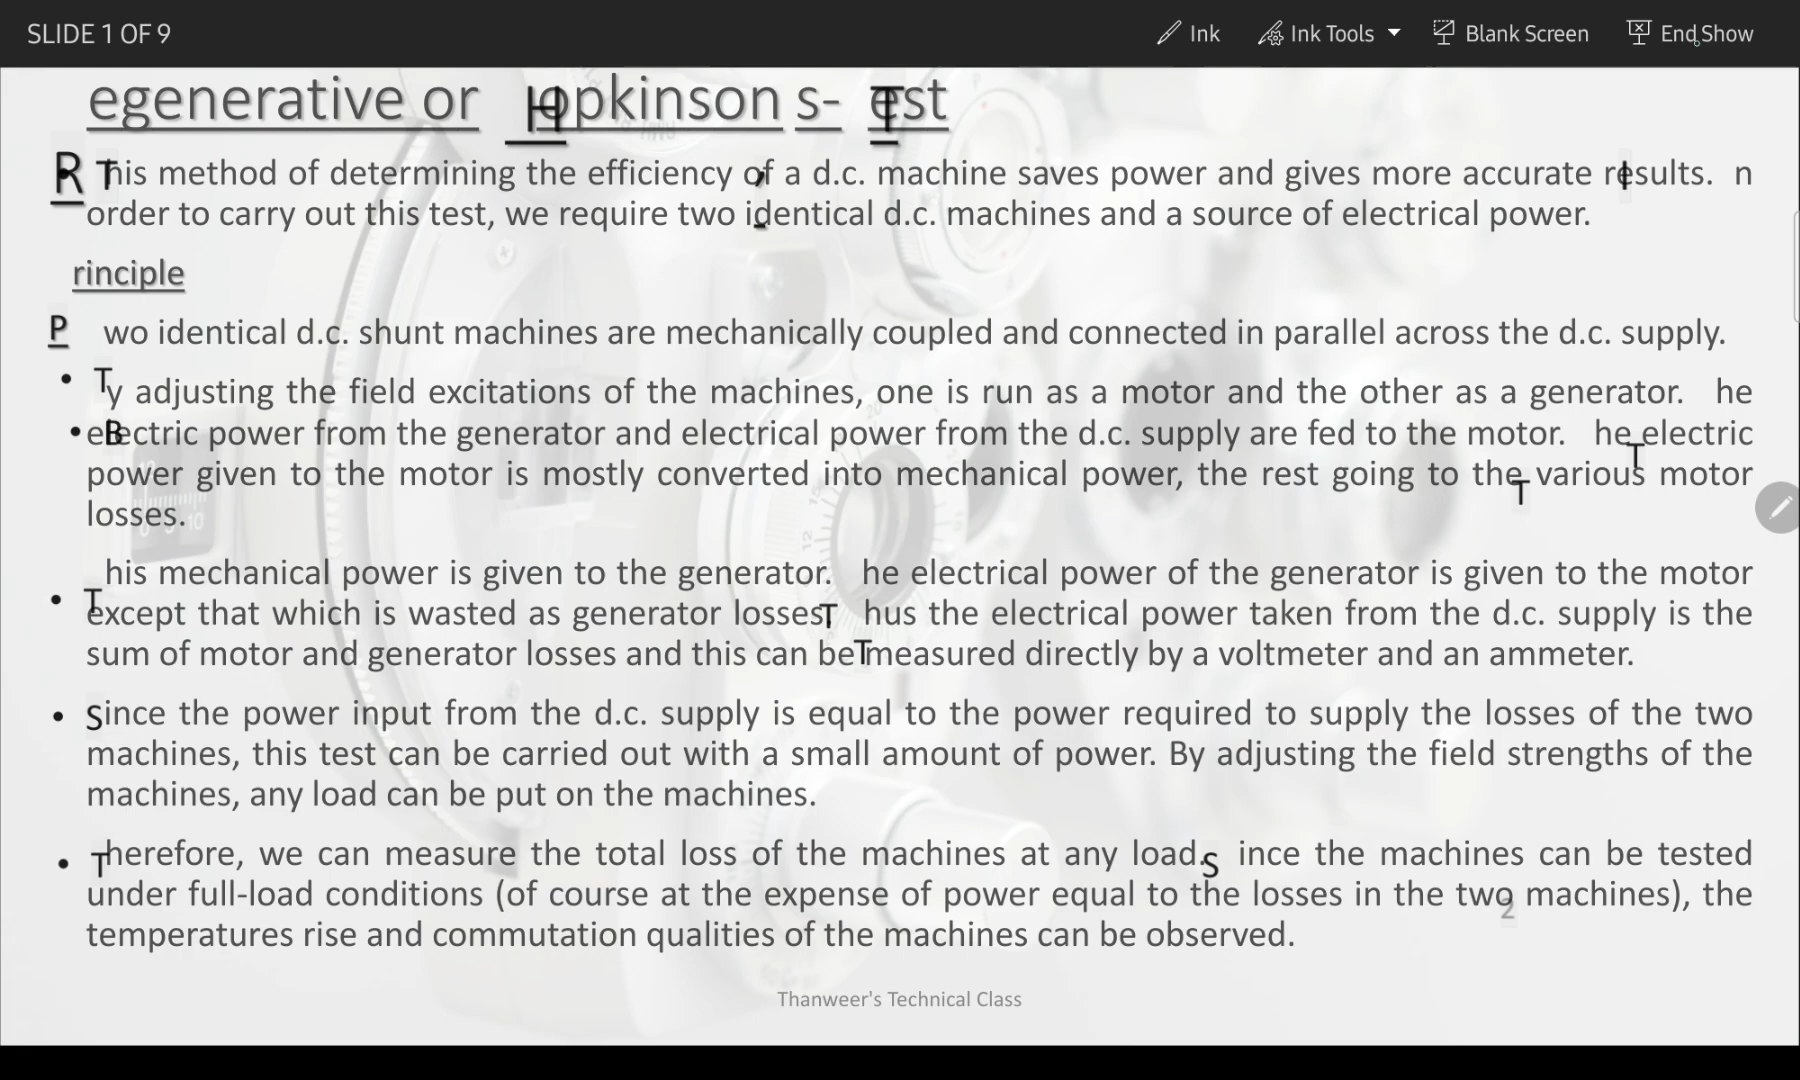 SLIDE 1 OF 9
Ink
Ink Tools
Blank Screen
End Show
Regenerative or Hopkinson's- Test
• This method of determining the efficiency of a d.c. machine saves power and gives more accurate results. In
order to carry out this test, we require two identical d.c. machines and a source of electrical power.
Principle
• Two identical d.c. shunt machines are mechanically coupled and connected in parallel across the d.c. supply.
• By adjusting the field excitations of the machines, one is run as a motor and the other as a generator. The
electric power from the generator and electrical power from the d.c. supply are fed to the motor. The electric
power given to the motor is mostly converted into mechanical power, the rest going to the various motor
losses.
• This mechanical power is given to the generator. The electrical power of the generator is given to the motor
except that which is wasted as generator losses. Thus the electrical power taken from the d.c. supply is the
sum of motor and generator losses and this can be measured directly by a voltmeter and an ammeter.
• Since the power input from the d.c. supply is equal to the power required to supply the losses of the two
machines, this test can be carried out with a small amount of power. By adjusting the field strengths of the
machines, any load can be put on the machines.
• Therefore, we can measure the total loss of the machines at any load. Since the machines can be tested
under full-load conditions (of course at the expense of power equal to the losses in the two machines), the
temperatures rise and commutation qualities of the machines can be observed.
2
Thanweer's Technical Class